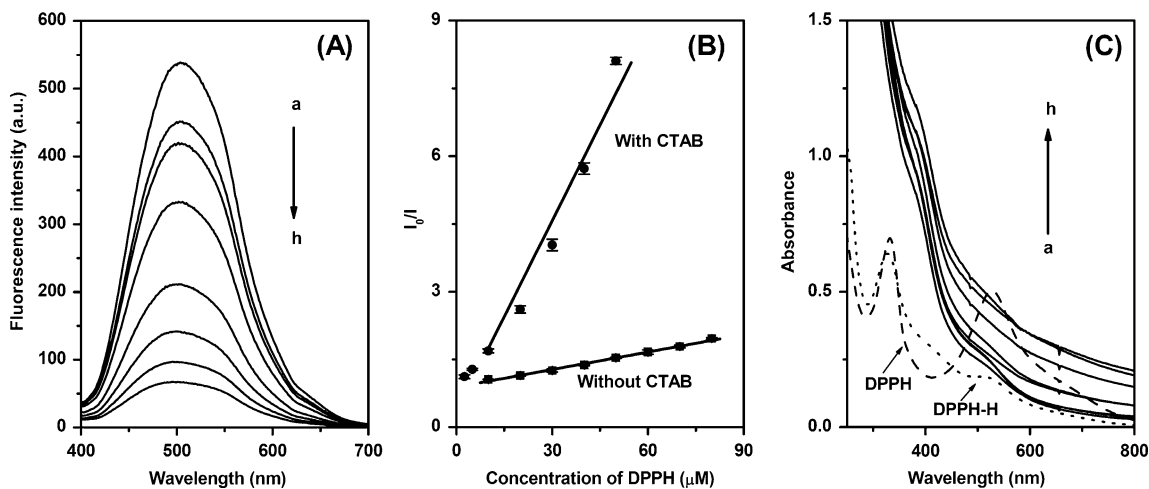 (A)
a
h
600
500
400
300
200
100
0
400 500 600 700
Fluorescence intensity (a.u.)
Wavelength (nm)
(B)
With CTAB
Without CTAB
9
6
3
0
0 30 60 90
I0/I
Concentration of DPPH (μM)
(C)
h
a
DPPH
DPPH-H
1.5
1.0
0.5
0.0
400 600 800
Absorbance
Wavelength (nm)